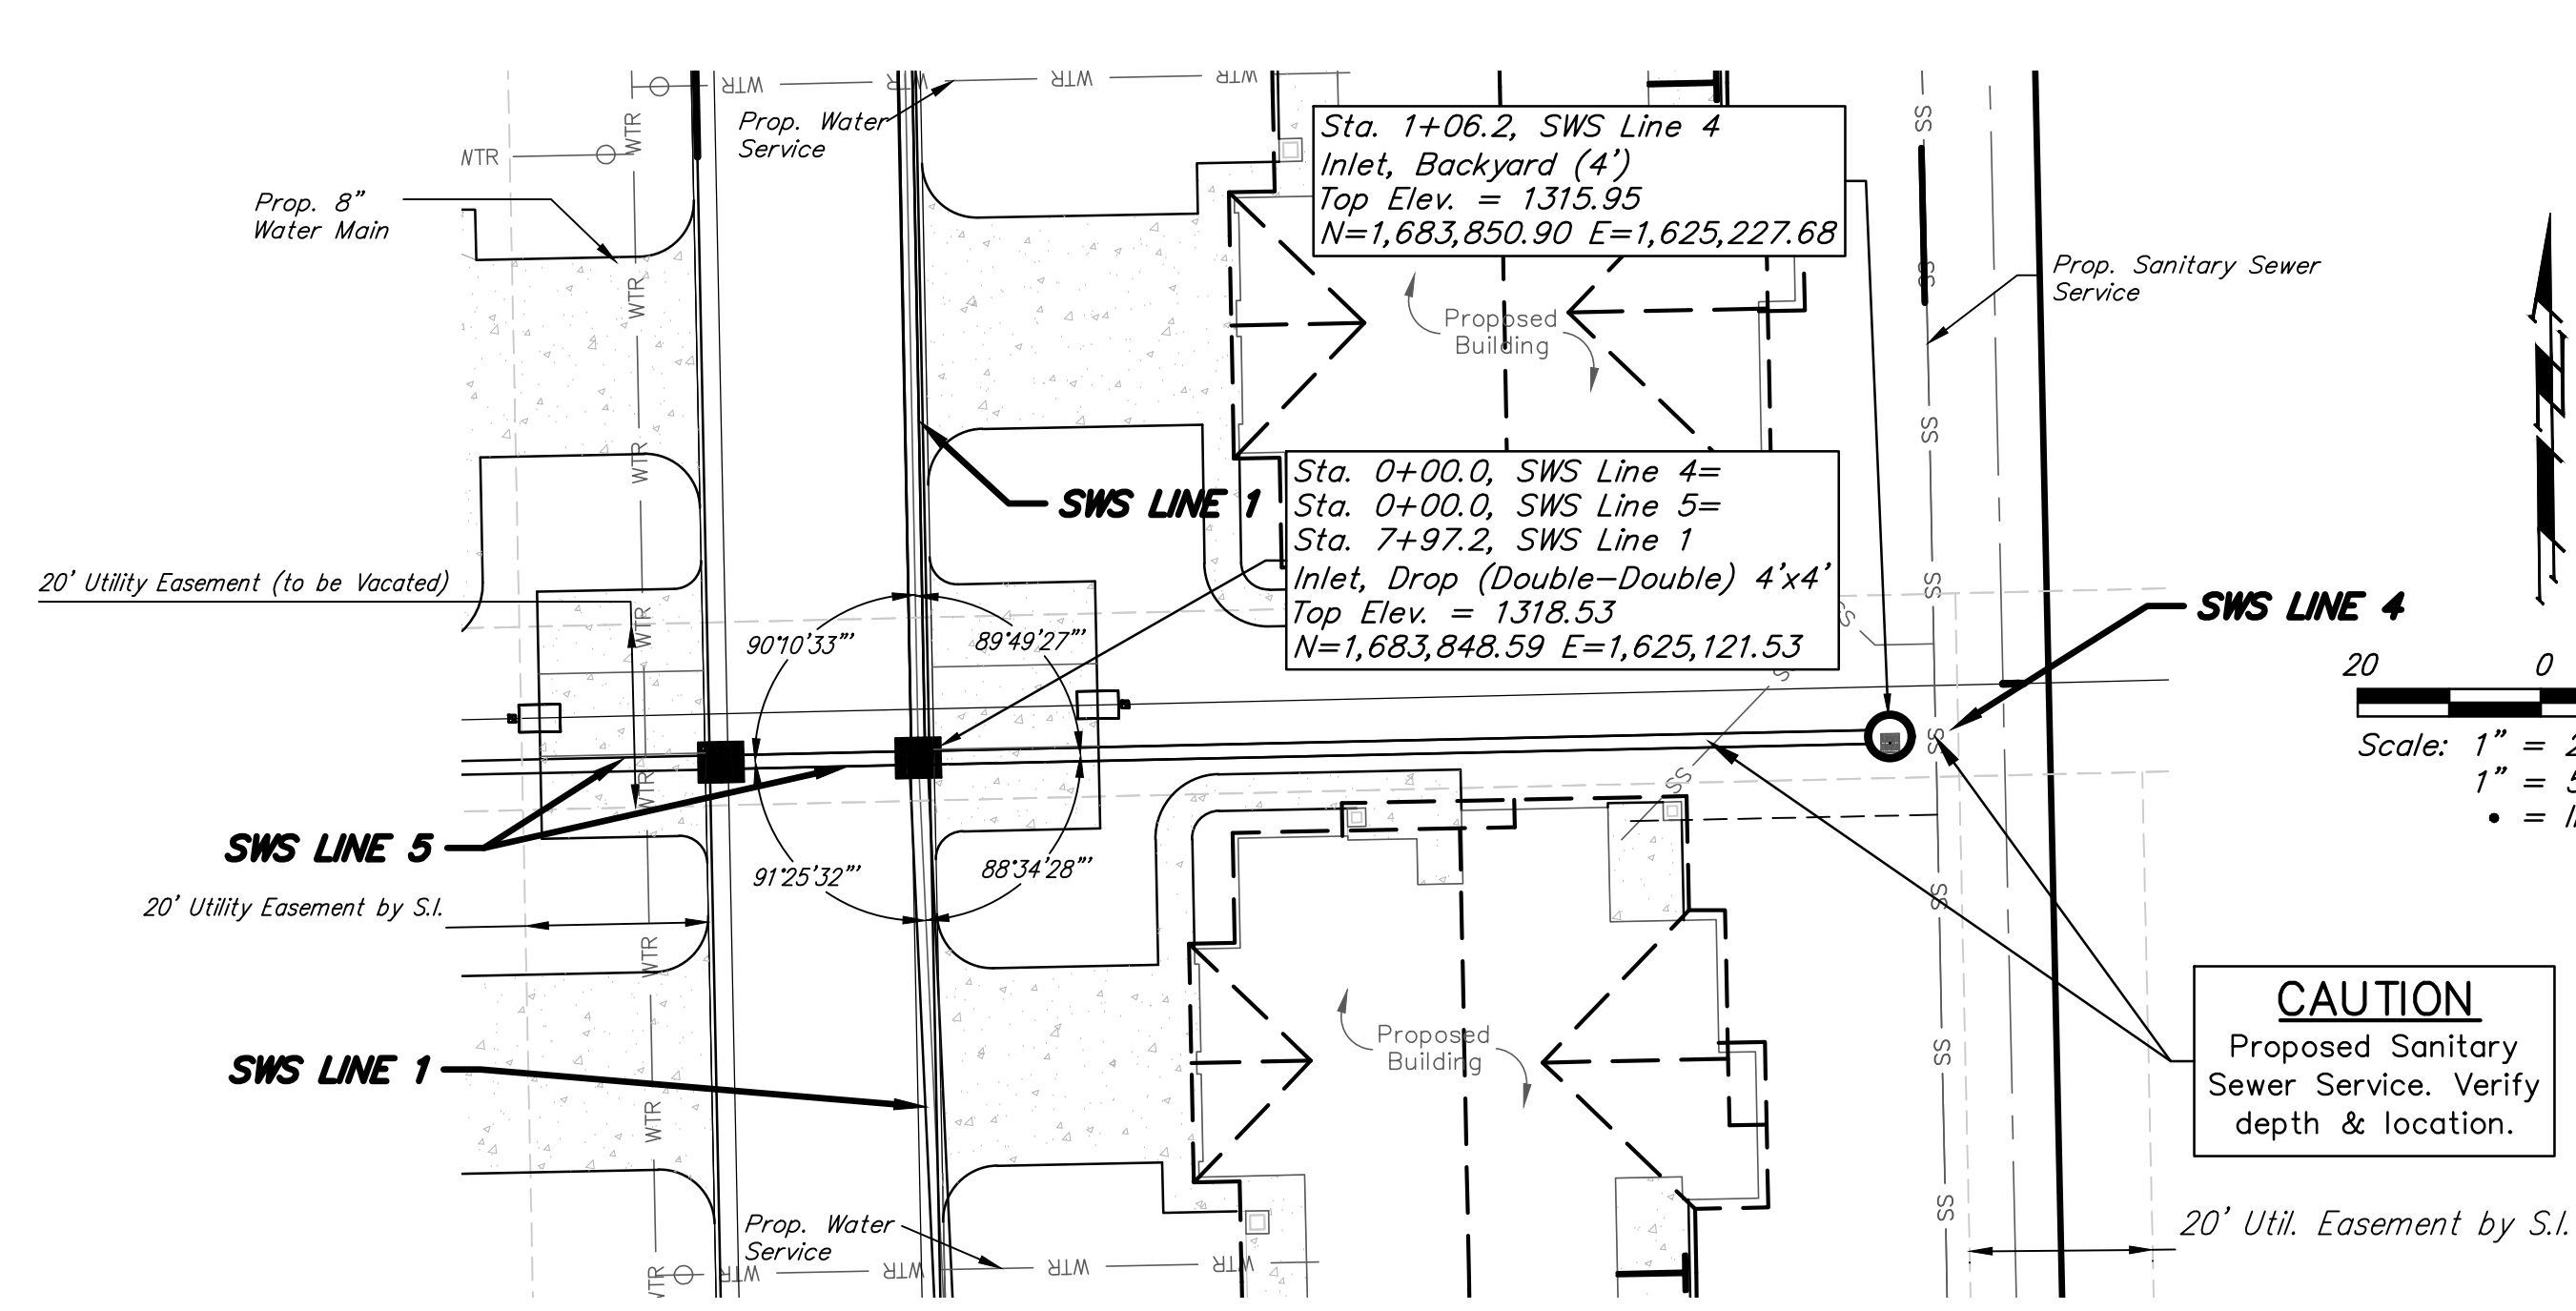 WTR
WTR
WTR
WTR
Prop. Water
Service
WTR
WTR
Prop. 8"
Water Main
WTR
WTR
WTR
WTR
WTR
WTR
WTR
WTR
Sta. 1+06.2, SWS Line 4
Inlet, Backyard (4')
Top Elev. = 1315.95
N=1,683,850.90 E=1,625,227.68
SS
SS
SS
SS
SS
SS
SS
SS
SS
Prop. Sanitary Sewer
Service
Proposed
Building
SWS LINE 1
Sta. 0+00.0, SWS Line 4=
Sta. 0+00.0, SWS Line 5=
Sta. 7+97.2, SWS Line 1
Inlet, Drop (Double-Double) 4'x4'
Top Elev. = 1318.53
N=1,683,848.59 E=1,625,121.53
20' Utility Easement (to be Vacated)
90°10'33"'
89°49'27"'
SWS LINE 4
20 0
Scale: 1" = 2
1" = 5
• =
SWS LINE 5
91°25'32"'
88°34'28"'
20' Utility Easement by S.I.
SWS LINE 1
Proposed
Building
CAUTION
Proposed Sanitary
Sewer Service. Verify
depth & location.
20' Util. Easement by S.I.
Prop. Water
Service
WTR
WTR
WTR
WTR
WTR